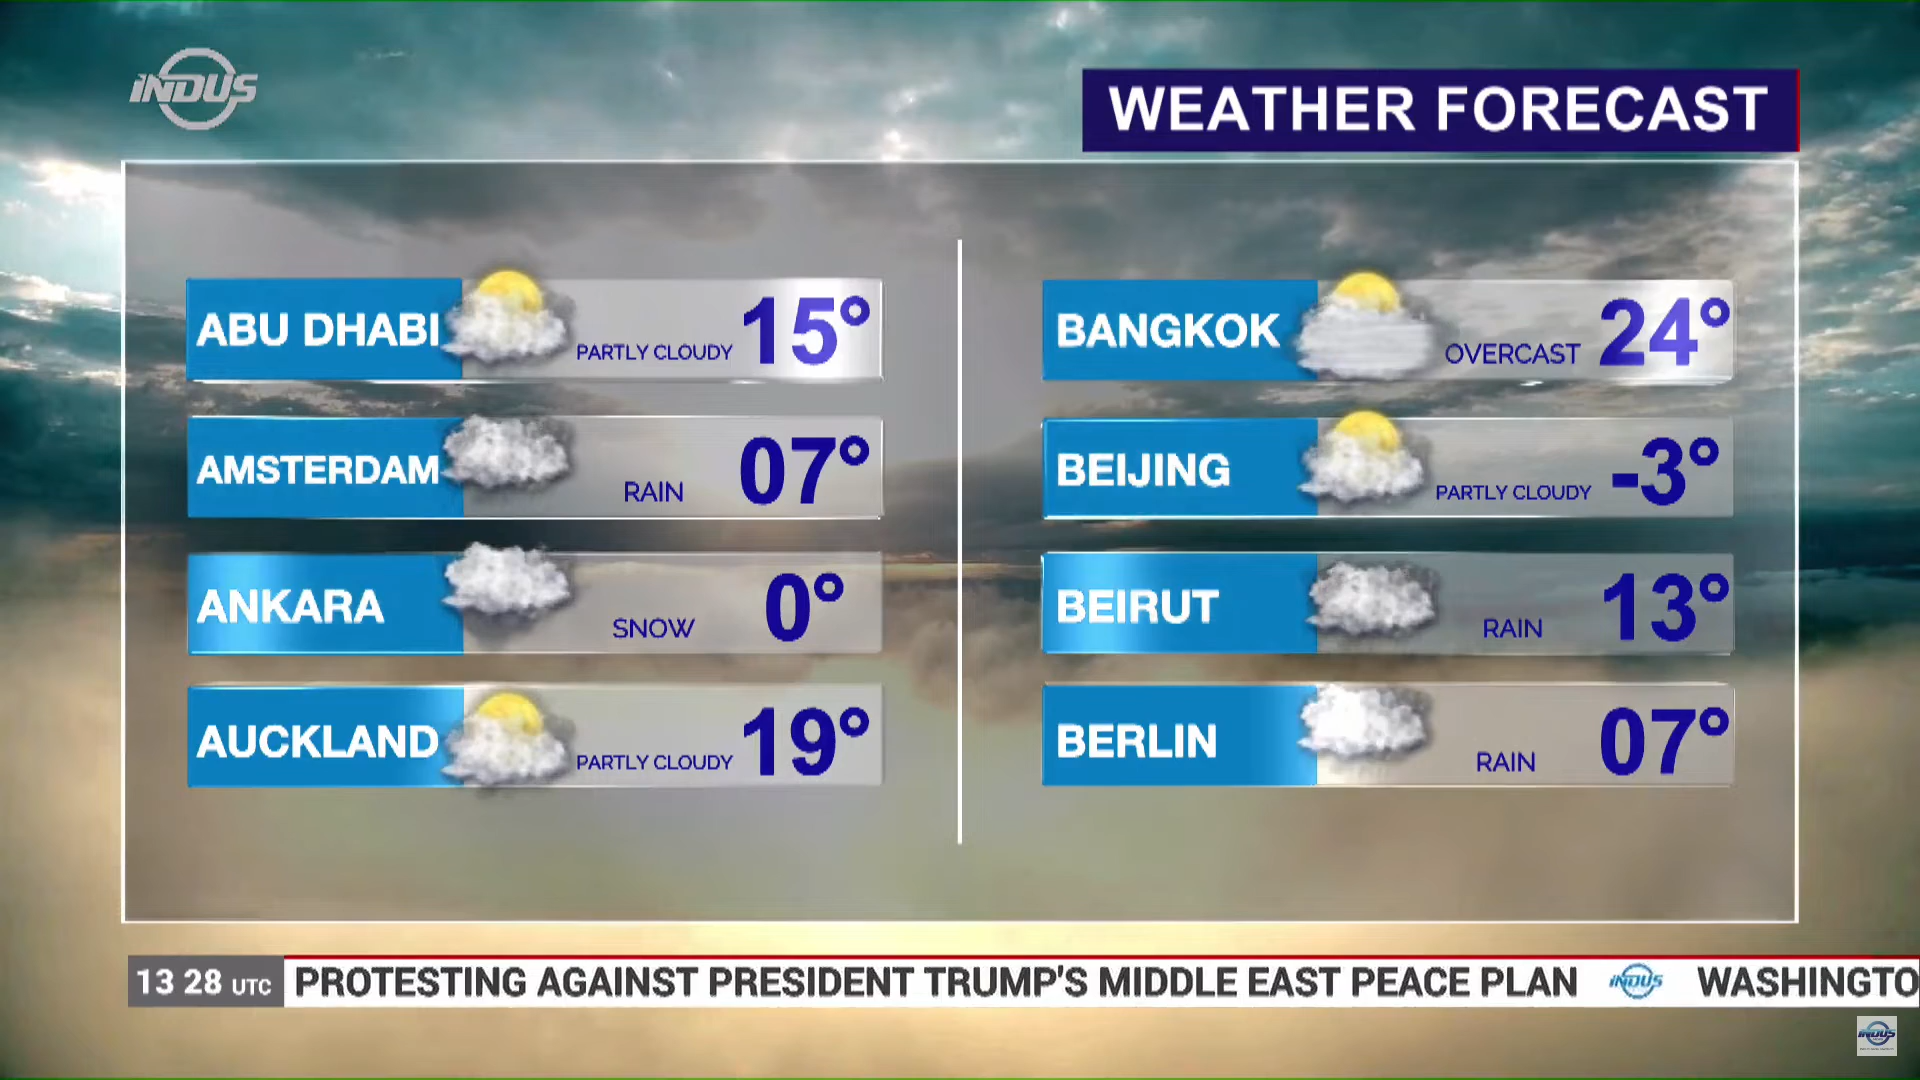 iNDUS
WEATHER FORECAST
ABU DHABI PARTLY CLOUDY 15°
AMSTERDAM RAIN 07°
ANKARA SNOW 0°
AUCKLAND PARTLY CLOUDY 19°
BANGKOK OVERCAST 24°
BEIJING PARTLY CLOUDY -3°
BEIRUT RAIN 13°
BERLIN RAIN 07°
13 28 UTC PROTESTING AGAINST PRESIDENT TRUMP'S MIDDLE EAST PEACE PLAN iNDUS WASHINGTO
iNDUS